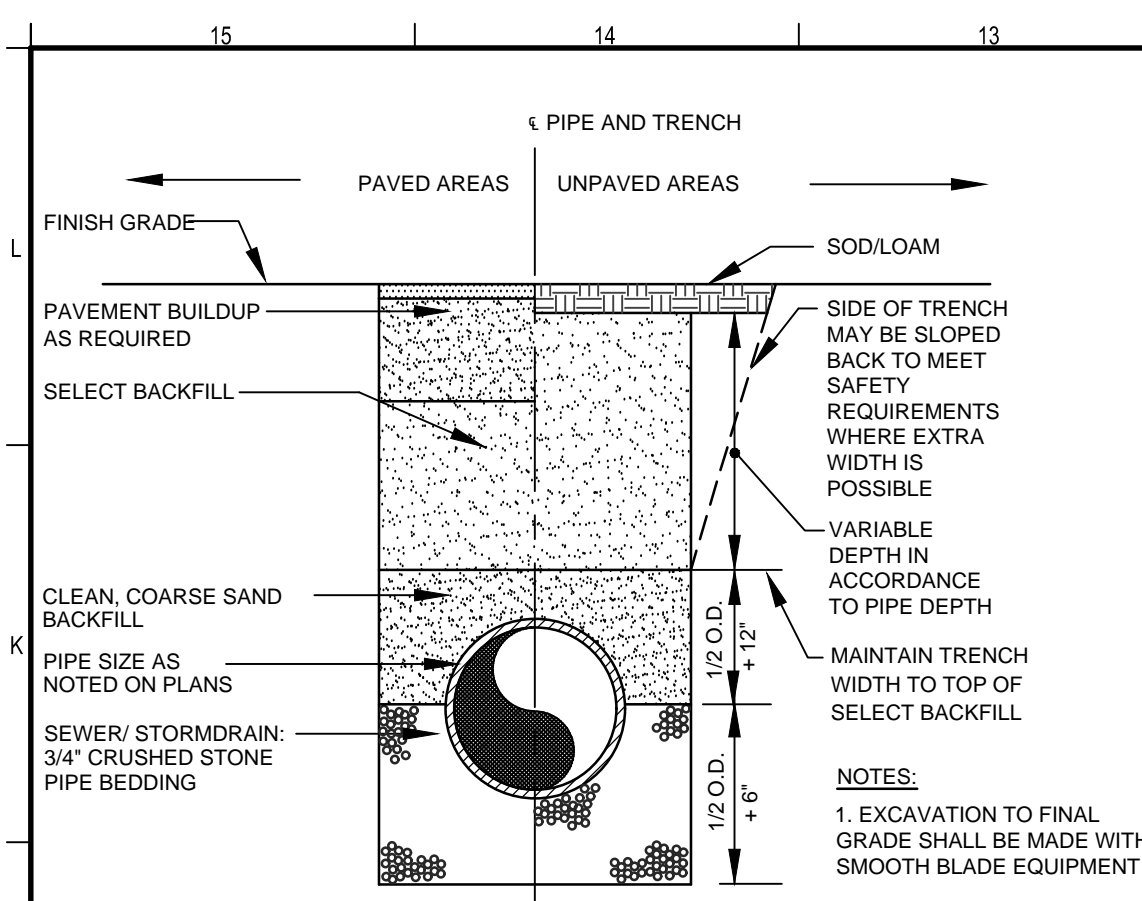 15
14
13
℄ PIPE AND TRENCH
PAVED AREAS
UNPAVED AREAS
L
FINISH GRADE
SOD/LOAM
PAVEMENT BUILDUP
AS REQUIRED
SELECT BACKFILL
SIDE OF TRENCH
MAY BE SLOPED
BACK TO MEET
SAFETY
REQUIREMENTS
WHERE EXTRA
WIDTH IS
POSSIBLE
VARIABLE
DEPTH IN
ACCORDANCE
TO PIPE DEPTH
K
CLEAN, COARSE SAND
BACKFILL
1/2 O.D.
+ 12"
PIPE SIZE AS
NOTED ON PLANS
MAINTAIN TRENCH
WIDTH TO TOP OF
SELECT BACKFILL
SEWER/ STORMDRAIN:
3/4" CRUSHED STONE
PIPE BEDDING
1/2 O.D.
+ 6"
NOTES:
1. EXCAVATION TO FINAL
GRADE SHALL BE MADE WITH
SMOOTH BLADE EQUIPMENT